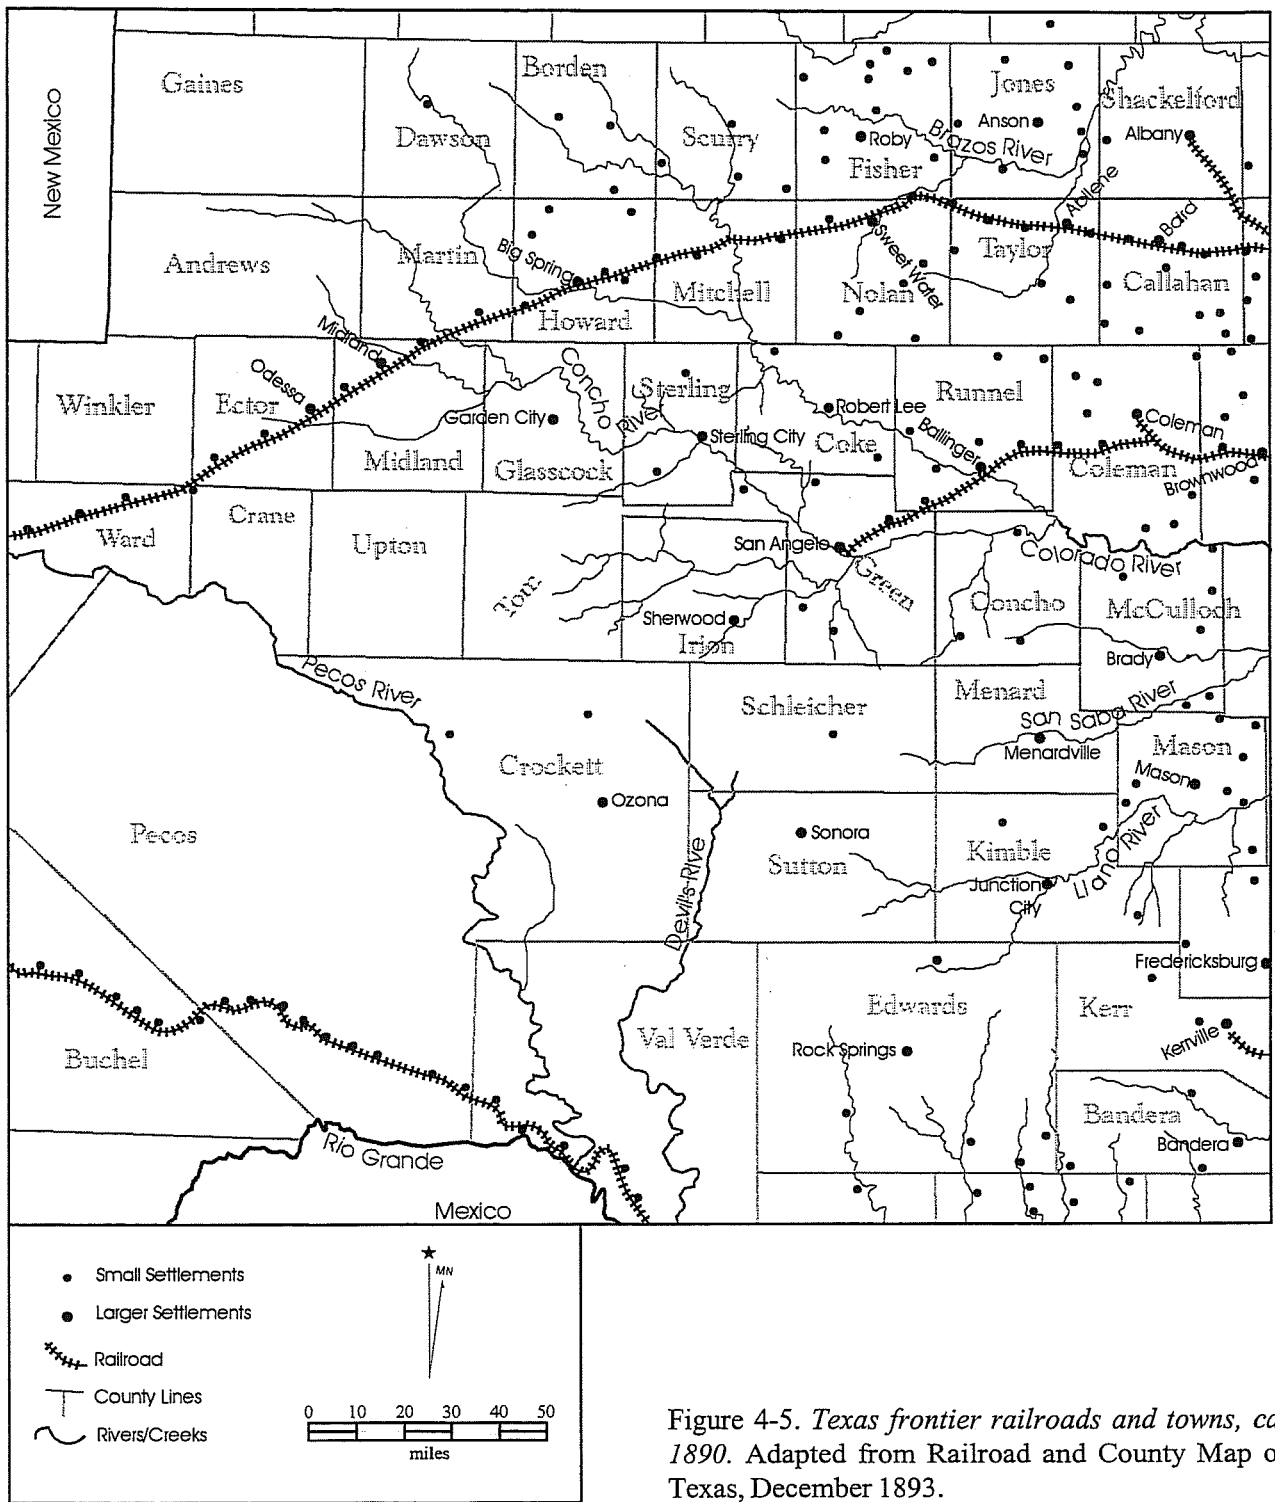 New Mexico
Gaines
Dawson
Borden
Scurry
Roby
Fisher
Brazos River
Jones
Anson
Shackelford
Albany
Andrews
Martin
Big Spring
Howard
Mitchell
Sweet Water
Nolan
Taylor
Abilene
Baird
Callahan
Midland
Odessa
Winkler
Ector
Midland
Garden City
Glasscock
Concho River
Sterling
Sterling City
Robert Lee
Coke
Runnel
Ballinger
Coleman
Coleman
Brownwood
Ward
Crane
Upton
Tom
Green
San Angelo
Sherwood
Irion
Concho
Colorado River
McCulloch
Brady
Pecos River
Schleicher
Menard
San Saba River
Menardville
Mason
Mason
Crockett
Ozona
Pecos
Devil's River
Sonora
Sutton
Kimble
Junction
City
Llano River
Fredericksburg
Buchel
Val Verde
Edwards
Rock Springs
Kerr
Kerrville
Bandera
Bandera
Rio Grande
Mexico
Small Settlements
Larger Settlements
Railroad
County Lines
Rivers/Creeks
MN
0 10 20 30 40 50
miles
Figure 4-5. Texas frontier railroads and towns, ca
1890. Adapted from Railroad and County Map o
Texas, December 1893.